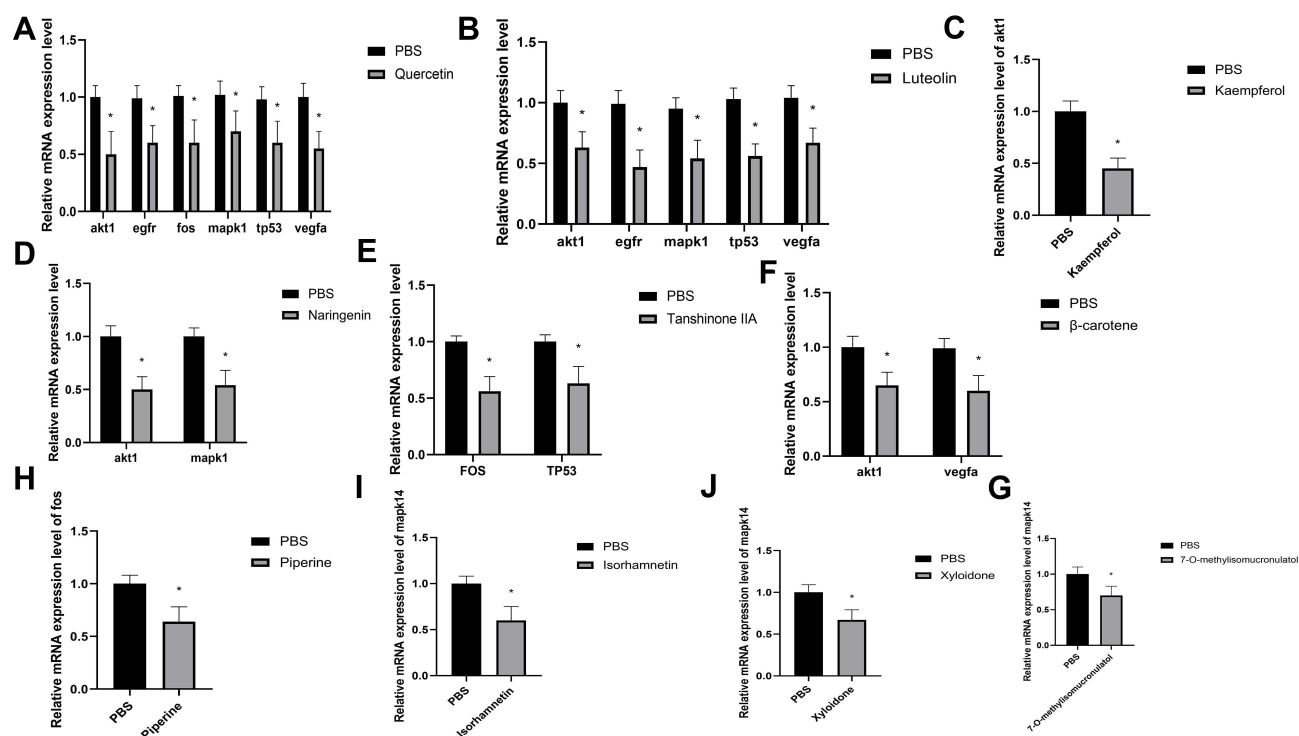 A
Relative mRNA expression level
1.5
1.0
0.5
0.0
akt1 egfr fos mapk1 tp53 vegfa
* * * * * *
PBS
Quercetin
B
Relative mRNA expression level
1.5
1.0
0.5
0.0
akt1 egfr mapk1 tp53 vegfa
* * * * *
PBS
Luteolin
C
Relative mRNA expression level of akt1
1.5
1.0
0.5
0.0
PBS
Kaempferol
*
PBS
Kaempferol
D
Relative mRNA expression level
1.5
1.0
0.5
0.0
akt1 mapk1
* *
PBS
Naringenin
E
Relative mRNA expression level
1.5
1.0
0.5
0.0
FOS TP53
* *
PBS
Tanshinone IIA
F
Relative mRNA expression level
1.5
1.0
0.5
0.0
akt1 vegfa
* *
PBS
β-carotene
H
Relative mRNA expression level of fos
1.5
1.0
0.5
0.0
PBS
Piperine
*
PBS
Piperine
I
Relative mRNA expression level of mapk14
1.5
1.0
0.5
0.0
PBS
Isorhamnetin
*
PBS
Isorhamnetin
J
Relative mRNA expression level of mapk14
1.5
1.0
0.5
0.0
PBS
Xyloidone
*
PBS
Xyloidone
G
Relative mRNA expression level of mapk14
1.5
1.0
0.5
0.0
PBS
7-O-methylisomucronulatol
*
PBS
7-O-methylisomucronulatol